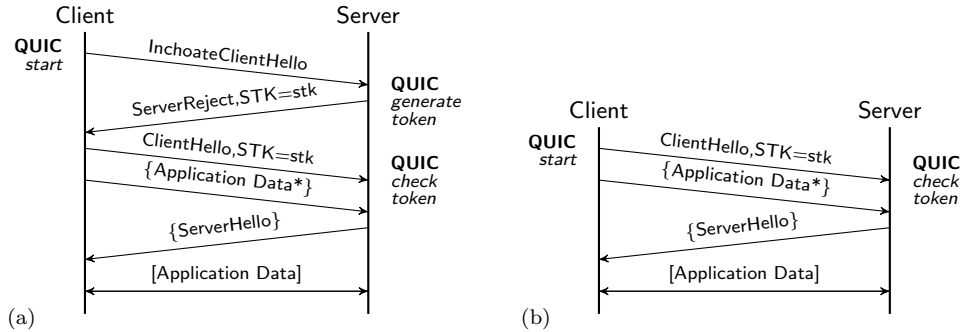 Client Server
QUIC
start
InchoateClientHello
QUIC
generate
token
ServerReject,STK=stk
ClientHello,STK=stk
QUIC
check
token
{Application Data*}
{ServerHello}
[Application Data]
(a)
Client Server
QUIC
start
ClientHello,STK=stk
QUIC
check
token
{Application Data*}
{ServerHello}
[Application Data]
(b)